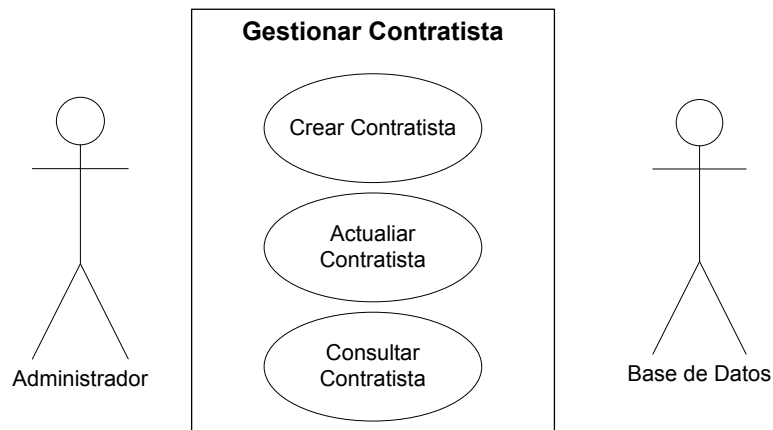 Gestionar Contratista
Crear Contratista
Actualiar
Contratista
Consultar
Contratista
Administrador
Base de Datos